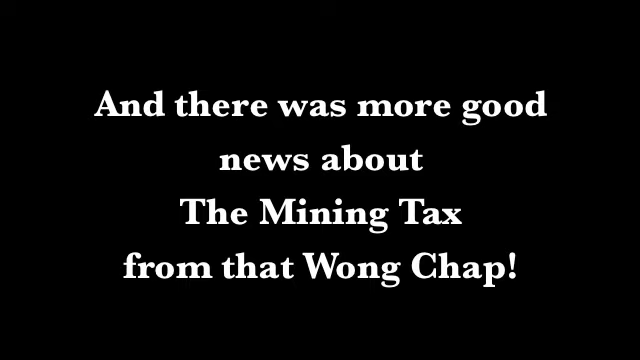 And there was more good
news about
The Mining Tax
from that Wong Chap!